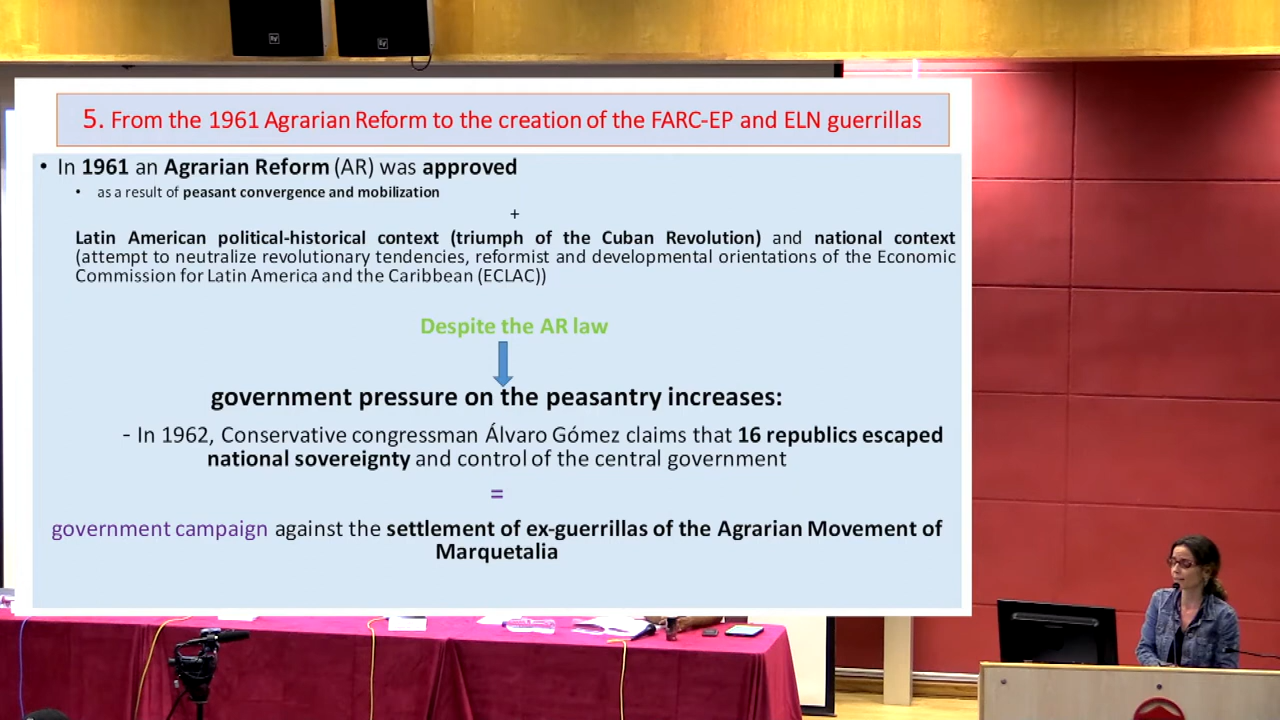 5. From the 1961 Agrarian Reform to the creation of the FARC-EP and ELN guerrillas
• In 1961 an Agrarian Reform (AR) was approved
• as a result of peasant convergence and mobilization
+
Latin American political-historical context (triumph of the Cuban Revolution) and national context
(attempt to neutralize revolutionary tendencies, reformist and developmental orientations of the Economic
Commission for Latin America and the Caribbean (ECLAC))
Despite the AR law
government pressure on the peasantry increases:
- In 1962, Conservative congressman Álvaro Gómez claims that 16 republics escaped
national sovereignty and control of the central government
=
government campaign against the settlement of ex-guerrillas of the Agrarian Movement of
Marquetalia